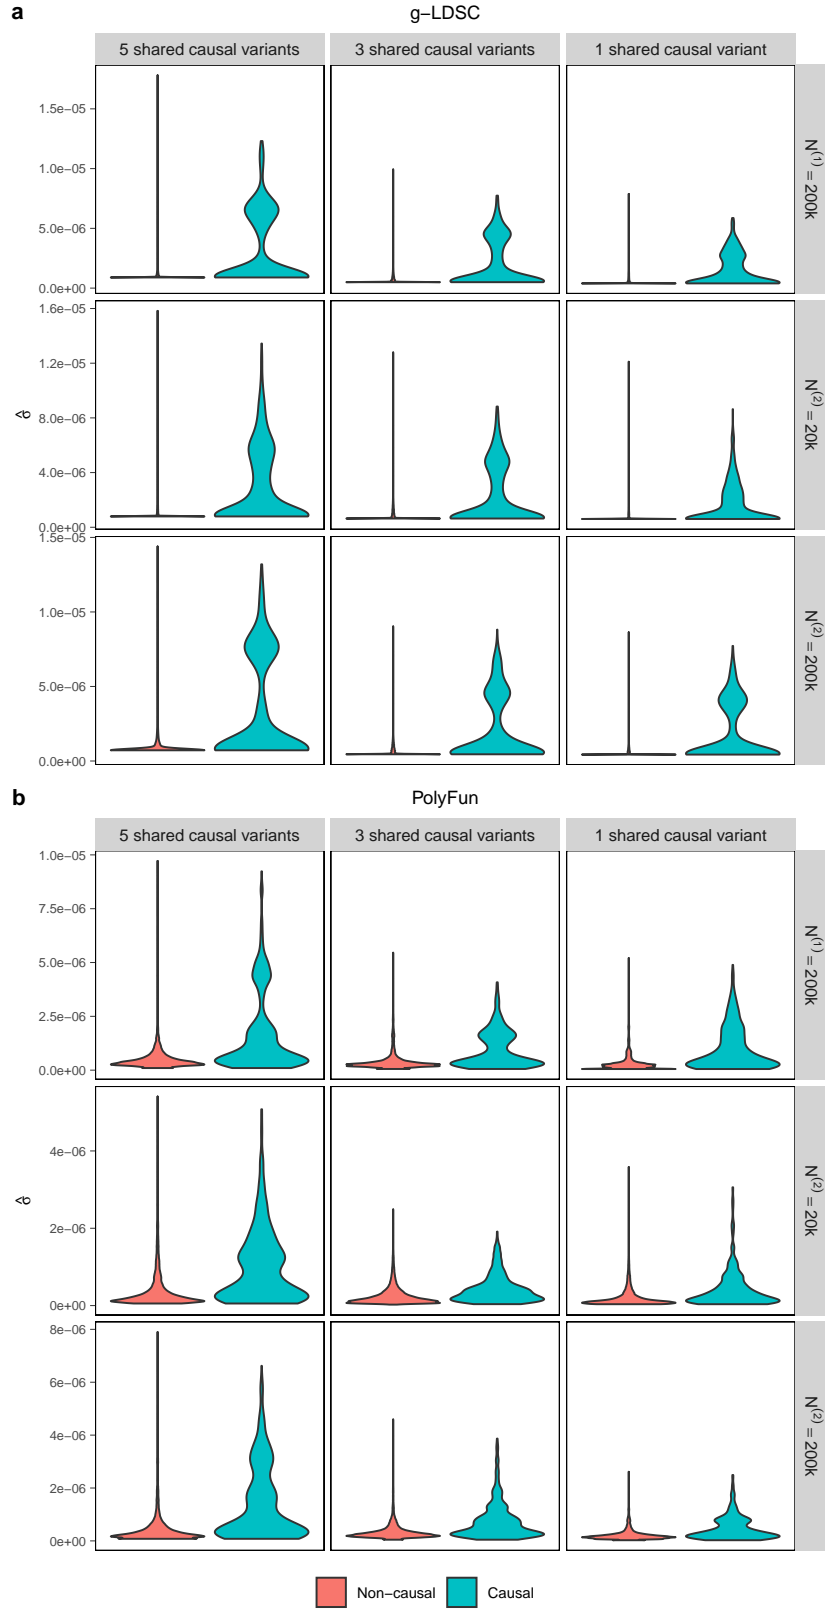 a
g−LDSC
5 shared causal variants
3 shared causal variants
1 shared causal variant
1.5e−05
1.0e−05
5.0e−06
0.0e+00
N(1) = 200k
1.6e−05
1.2e−05
8.0e−06
4.0e−06
0.0e+00
N(2) = 20k
σ̂
1.5e−05
1.0e−05
5.0e−06
0.0e+00
N(2) = 200k
b
PolyFun
5 shared causal variants
3 shared causal variants
1 shared causal variant
1.0e−05
7.5e−06
5.0e−06
2.5e−06
0.0e+00
N(1) = 200k
4e−06
2e−06
0e+00
N(2) = 20k
σ̂
8e−06
6e−06
4e−06
2e−06
0e+00
N(2) = 200k
Non−causal
Causal